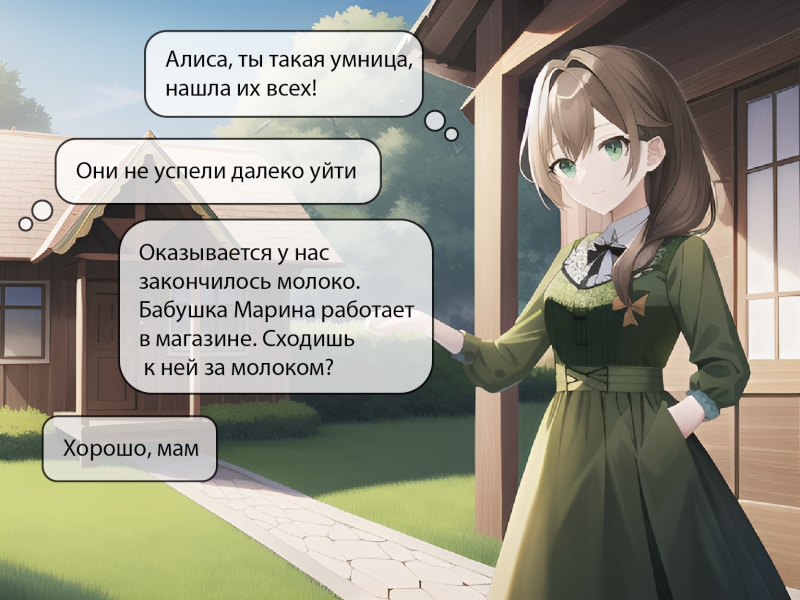 Алиса, ты такая умница,
нашла их всех!
Они не успели далеко уйти
Оказывается у нас
закончилось молоко.
Бабушка Марина работает
в магазине. Сходишь
к ней за молоком?
Хорошо, мам